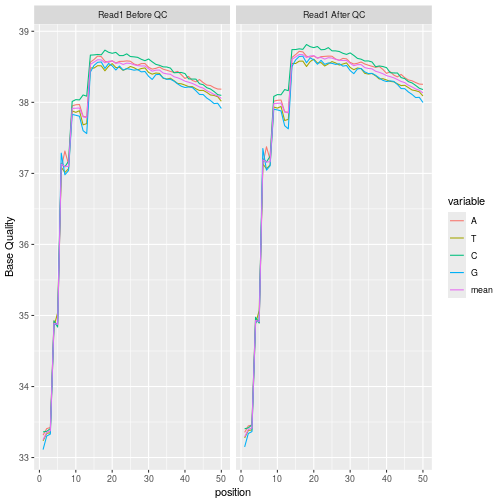 Read1 Before QC
Read1 After QC
39
38
37
36
35
34
33
Base Quality
0 10 20 30 40 50
0 10 20 30 40 50
position
variable
A
T
C
G
mean